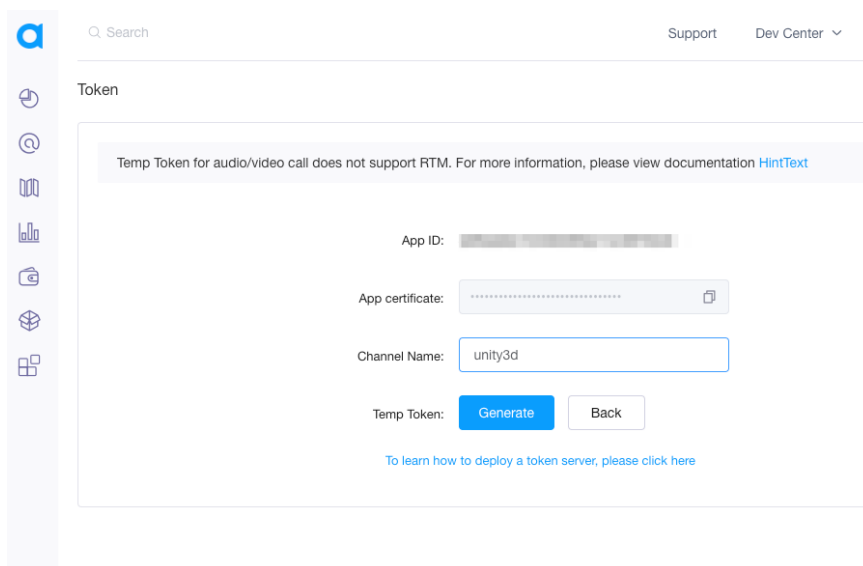 Search
Support
Dev Center
Token
Temp Token for audio/video call does not support RTM. For more information, please view documentation HintText
App ID:
App certificate:
Channel Name:
unity3d
Temp Token:
Generate
Back
To learn how to deploy a token server, please click here